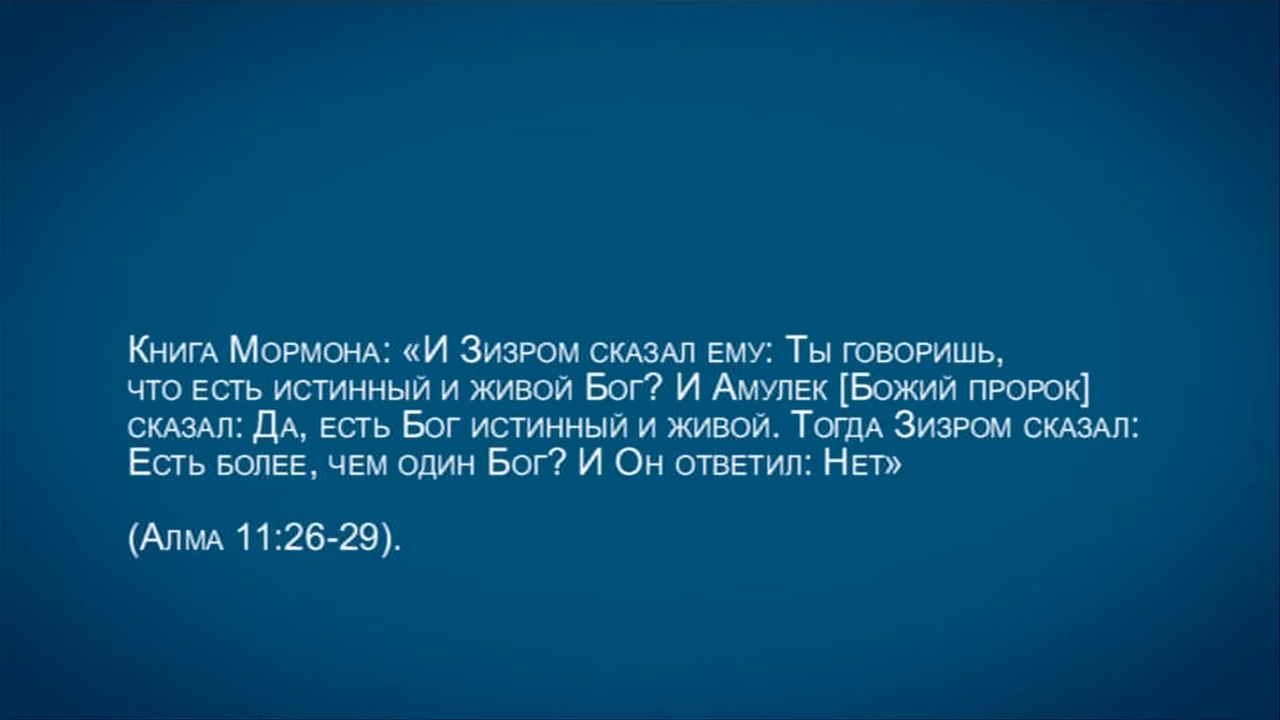 Книга Мормона: «И Зизром сказал ему: Ты говоришь,
что есть истинный и живой Бог? И Амулек [Божий пророк]
сказал: Да, есть Бог истинный и живой. Тогда Зизром сказал:
Есть более, чем один Бог? И Он ответил: Нет»
(Алма 11:26-29).